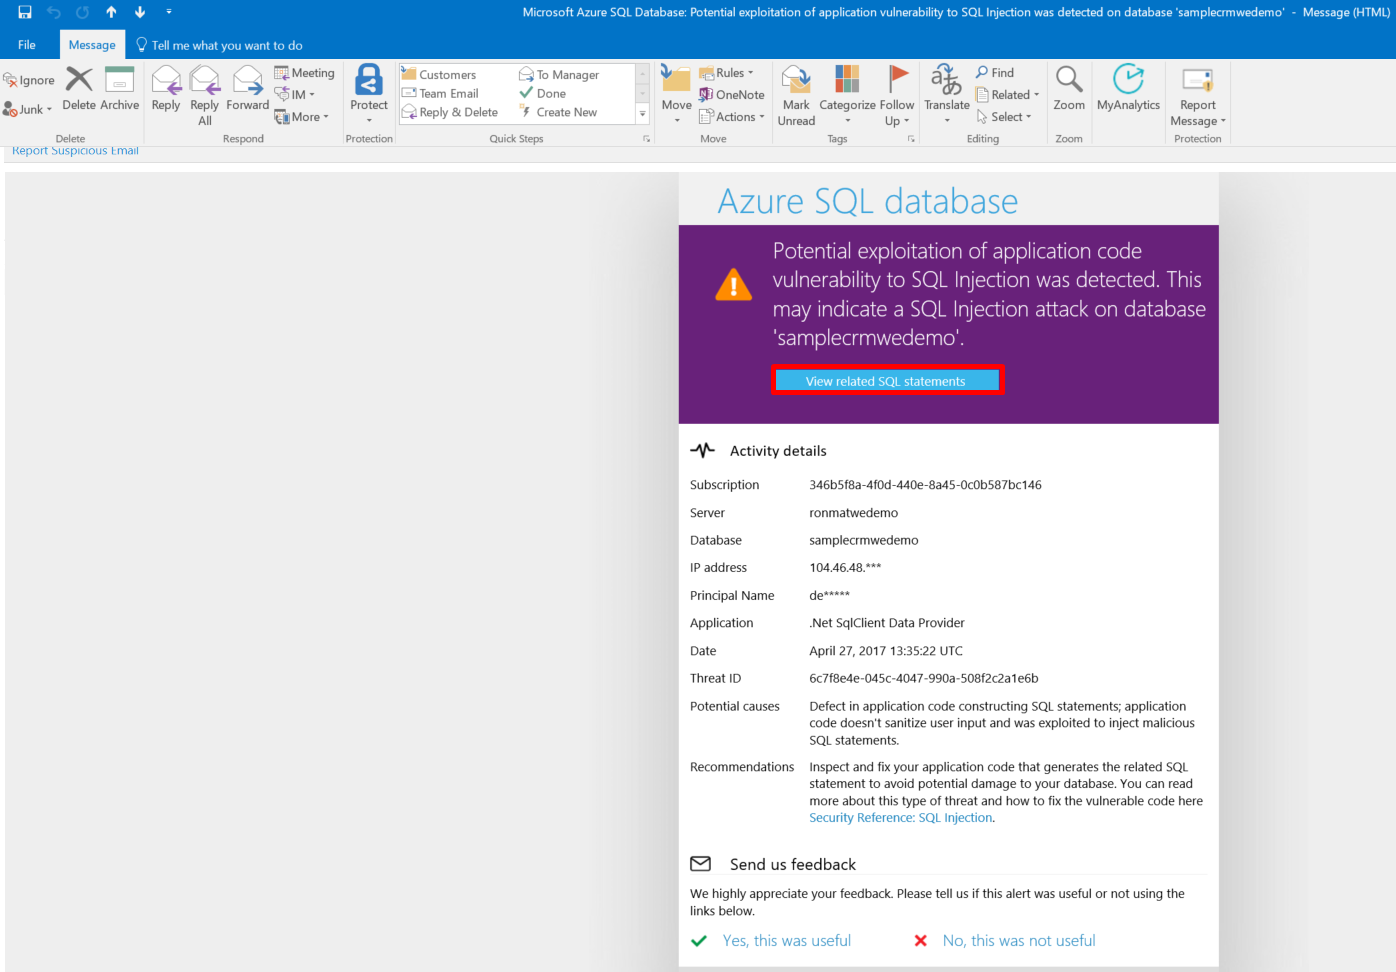 Microsoft Azure SQL Database: Potential exploitation of application vulnerability to SQL Injection was detected on database 'samplecrmwedemo' - Message (HTML)
File Message Tell me what you want to do
Ignore
Junk
Delete
Archive
Delete
Reply
Reply All
Forward
Meeting
IM
More
Respond
Protect
Protection
Customers
To Manager
Team Email
Done
Reply & Delete
Create New
Quick Steps
Move
Rules
OneNote
Actions
Move
Mark Unread
Categorize
Follow Up
Tags
Translate
Find
Related
Select
Editing
Zoom
Zoom
MyAnalytics
Report Message
Protection
Report Suspicious Email
Azure SQL database
Potential exploitation of application code
vulnerability to SQL Injection was detected. This
may indicate a SQL Injection attack on database
'samplecrmwedemo'.
View related SQL statements
Activity details
Subscription 346b5f8a-4f0d-440e-8a45-0c0b587bc146
Server ronmatwedemo
Database samplecrmwedemo
IP address 104.46.48.***
Principal Name de*****
Application .Net SqlClient Data Provider
Date April 27, 2017 13:35:22 UTC
Threat ID 6c7f8e4e-045c-4047-990a-508f2c2a1e6b
Potential causes Defect in application code constructing SQL statements; application
code doesn't sanitize user input and was exploited to inject malicious
SQL statements.
Recommendations Inspect and fix your application code that generates the related SQL
statement to avoid potential damage to your database. You can read
more about this type of threat and how to fix the vulnerable code here
Security Reference: SQL Injection.
Send us feedback
We highly appreciate your feedback. Please tell us if this alert was useful or not using the
links below.
Yes, this was useful No, this was not useful